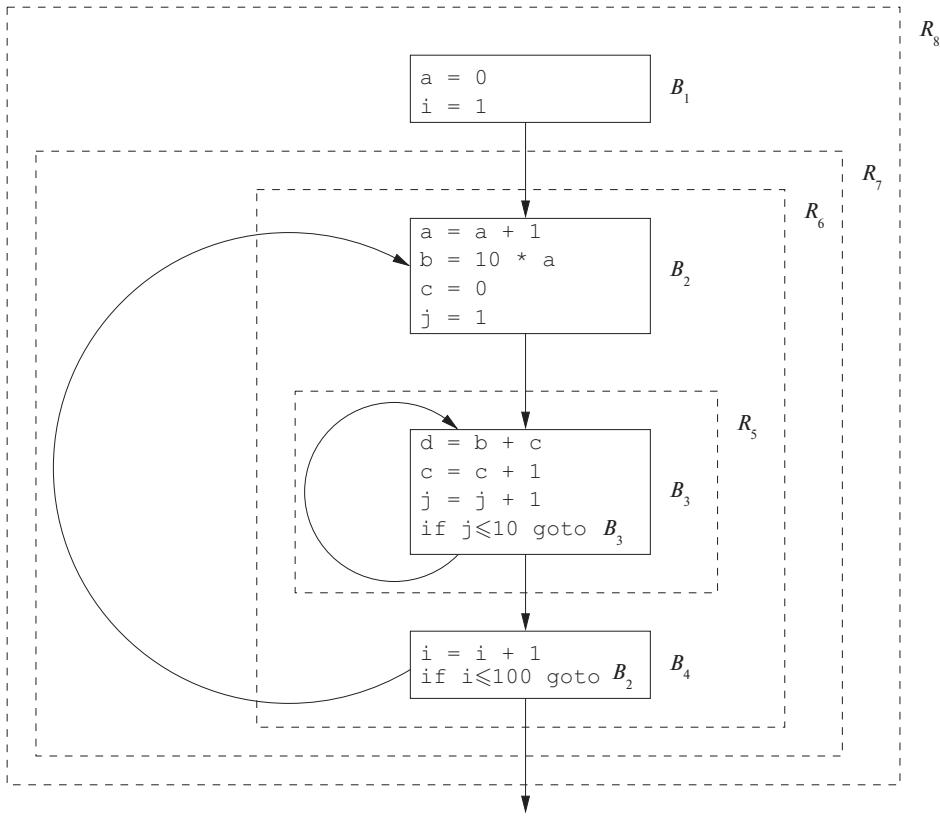 R₈
a = 0
i = 1
B₁
R₇
R₆
a = a + 1
b = 10 * a
c = 0
j = 1
B₂
R₅
d = b + c
c = c + 1
j = j + 1
if j⩽10 goto B₃
B₃
i = i + 1
if i⩽100 goto B₂
B₄